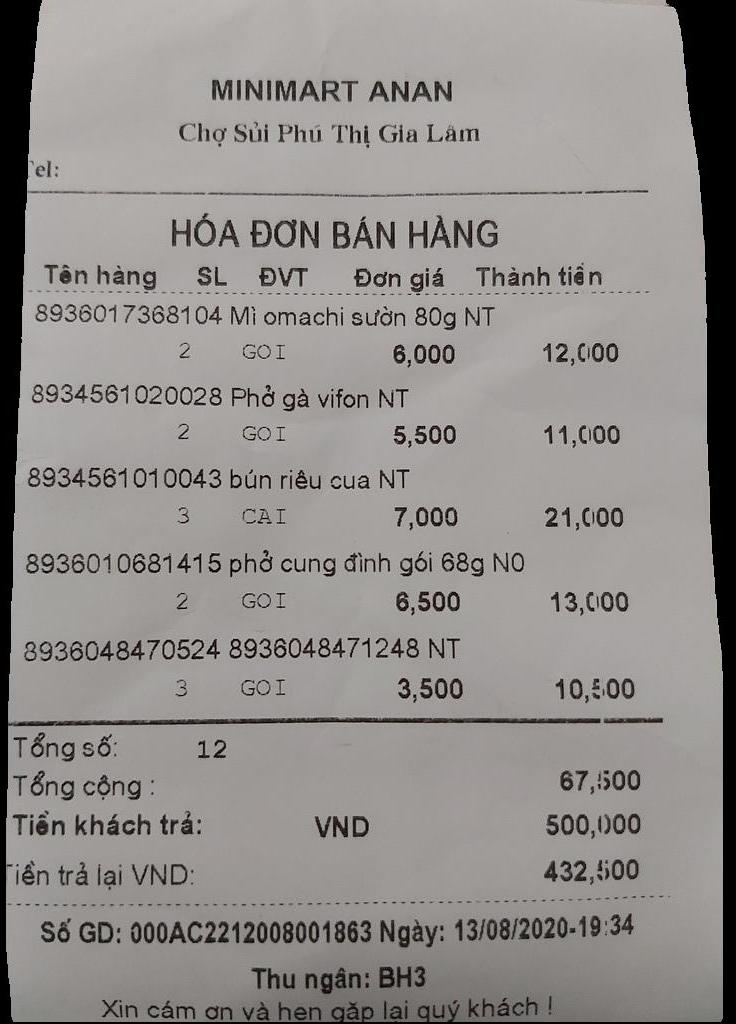 MINIMART ANAN
Chợ Sủi Phú Thị Gia Lâm
Tel:
HÓA ĐƠN BÁN HÀNG
Tên hàng SL ĐVT Đơn giá Thành tiền
8936017368104 Mì omachi sườn 80g NT
2 GOI 6,000 12,000
8934561020028 Phở gà vifon NT
2 GOI 5,500 11,000
8934561010043 bún riêu cua NT
3 CAI 7,000 21,000
8936010681415 phở cung đình gói 68g N0
2 GOI 6,500 13,000
8936048470524 8936048471248 NT
3 GOI 3,500 10,500
Tổng số: 12
Tổng cộng : 67,500
Tiền khách trả: VND 500,000
Tiền trả lại VND: 432,500
Số GD: 000AC2212008001863 Ngày: 13/08/2020-19:34
Thu ngân: BH3
Xin cám ơn và hẹn gặp lại quý khách !